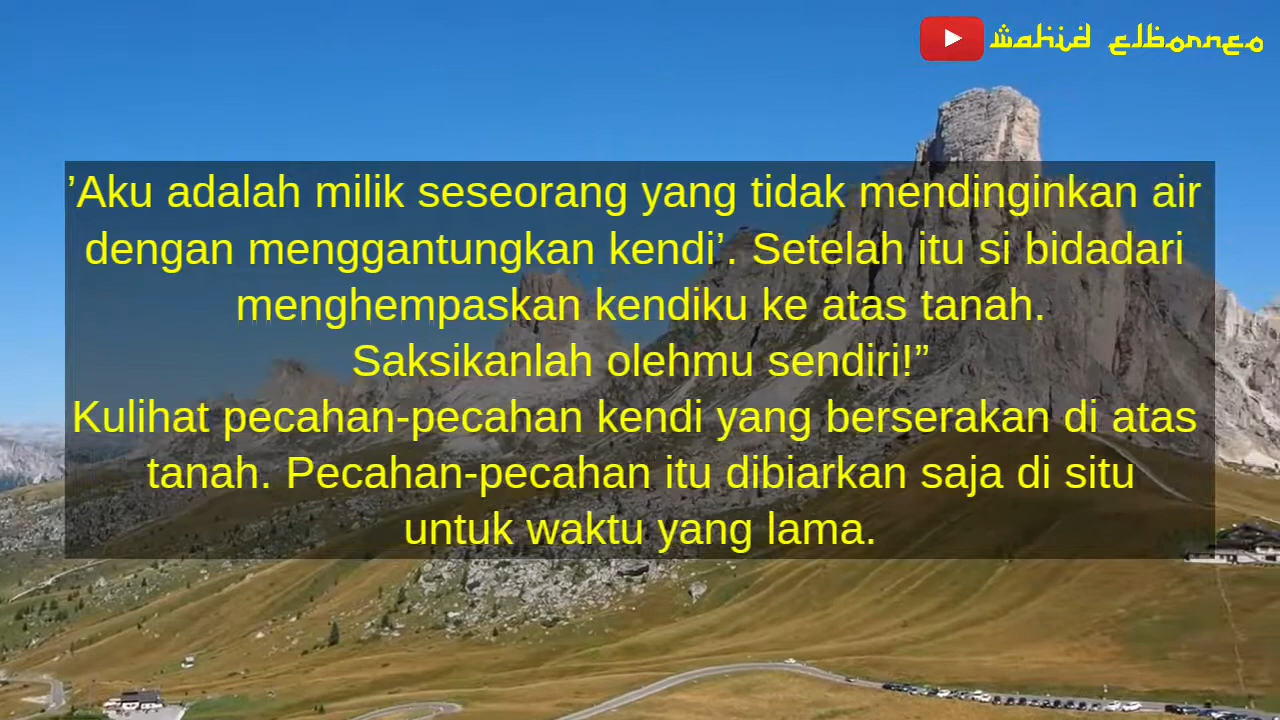 Wahid elborneo
’Aku adalah milik seseorang yang tidak mendinginkan air
dengan menggantungkan kendi’. Setelah itu si bidadari
menghempaskan kendiku ke atas tanah.
Saksikanlah olehmu sendiri!”
Kulihat pecahan-pecahan kendi yang berserakan di atas
tanah. Pecahan-pecahan itu dibiarkan saja di situ
untuk waktu yang lama.